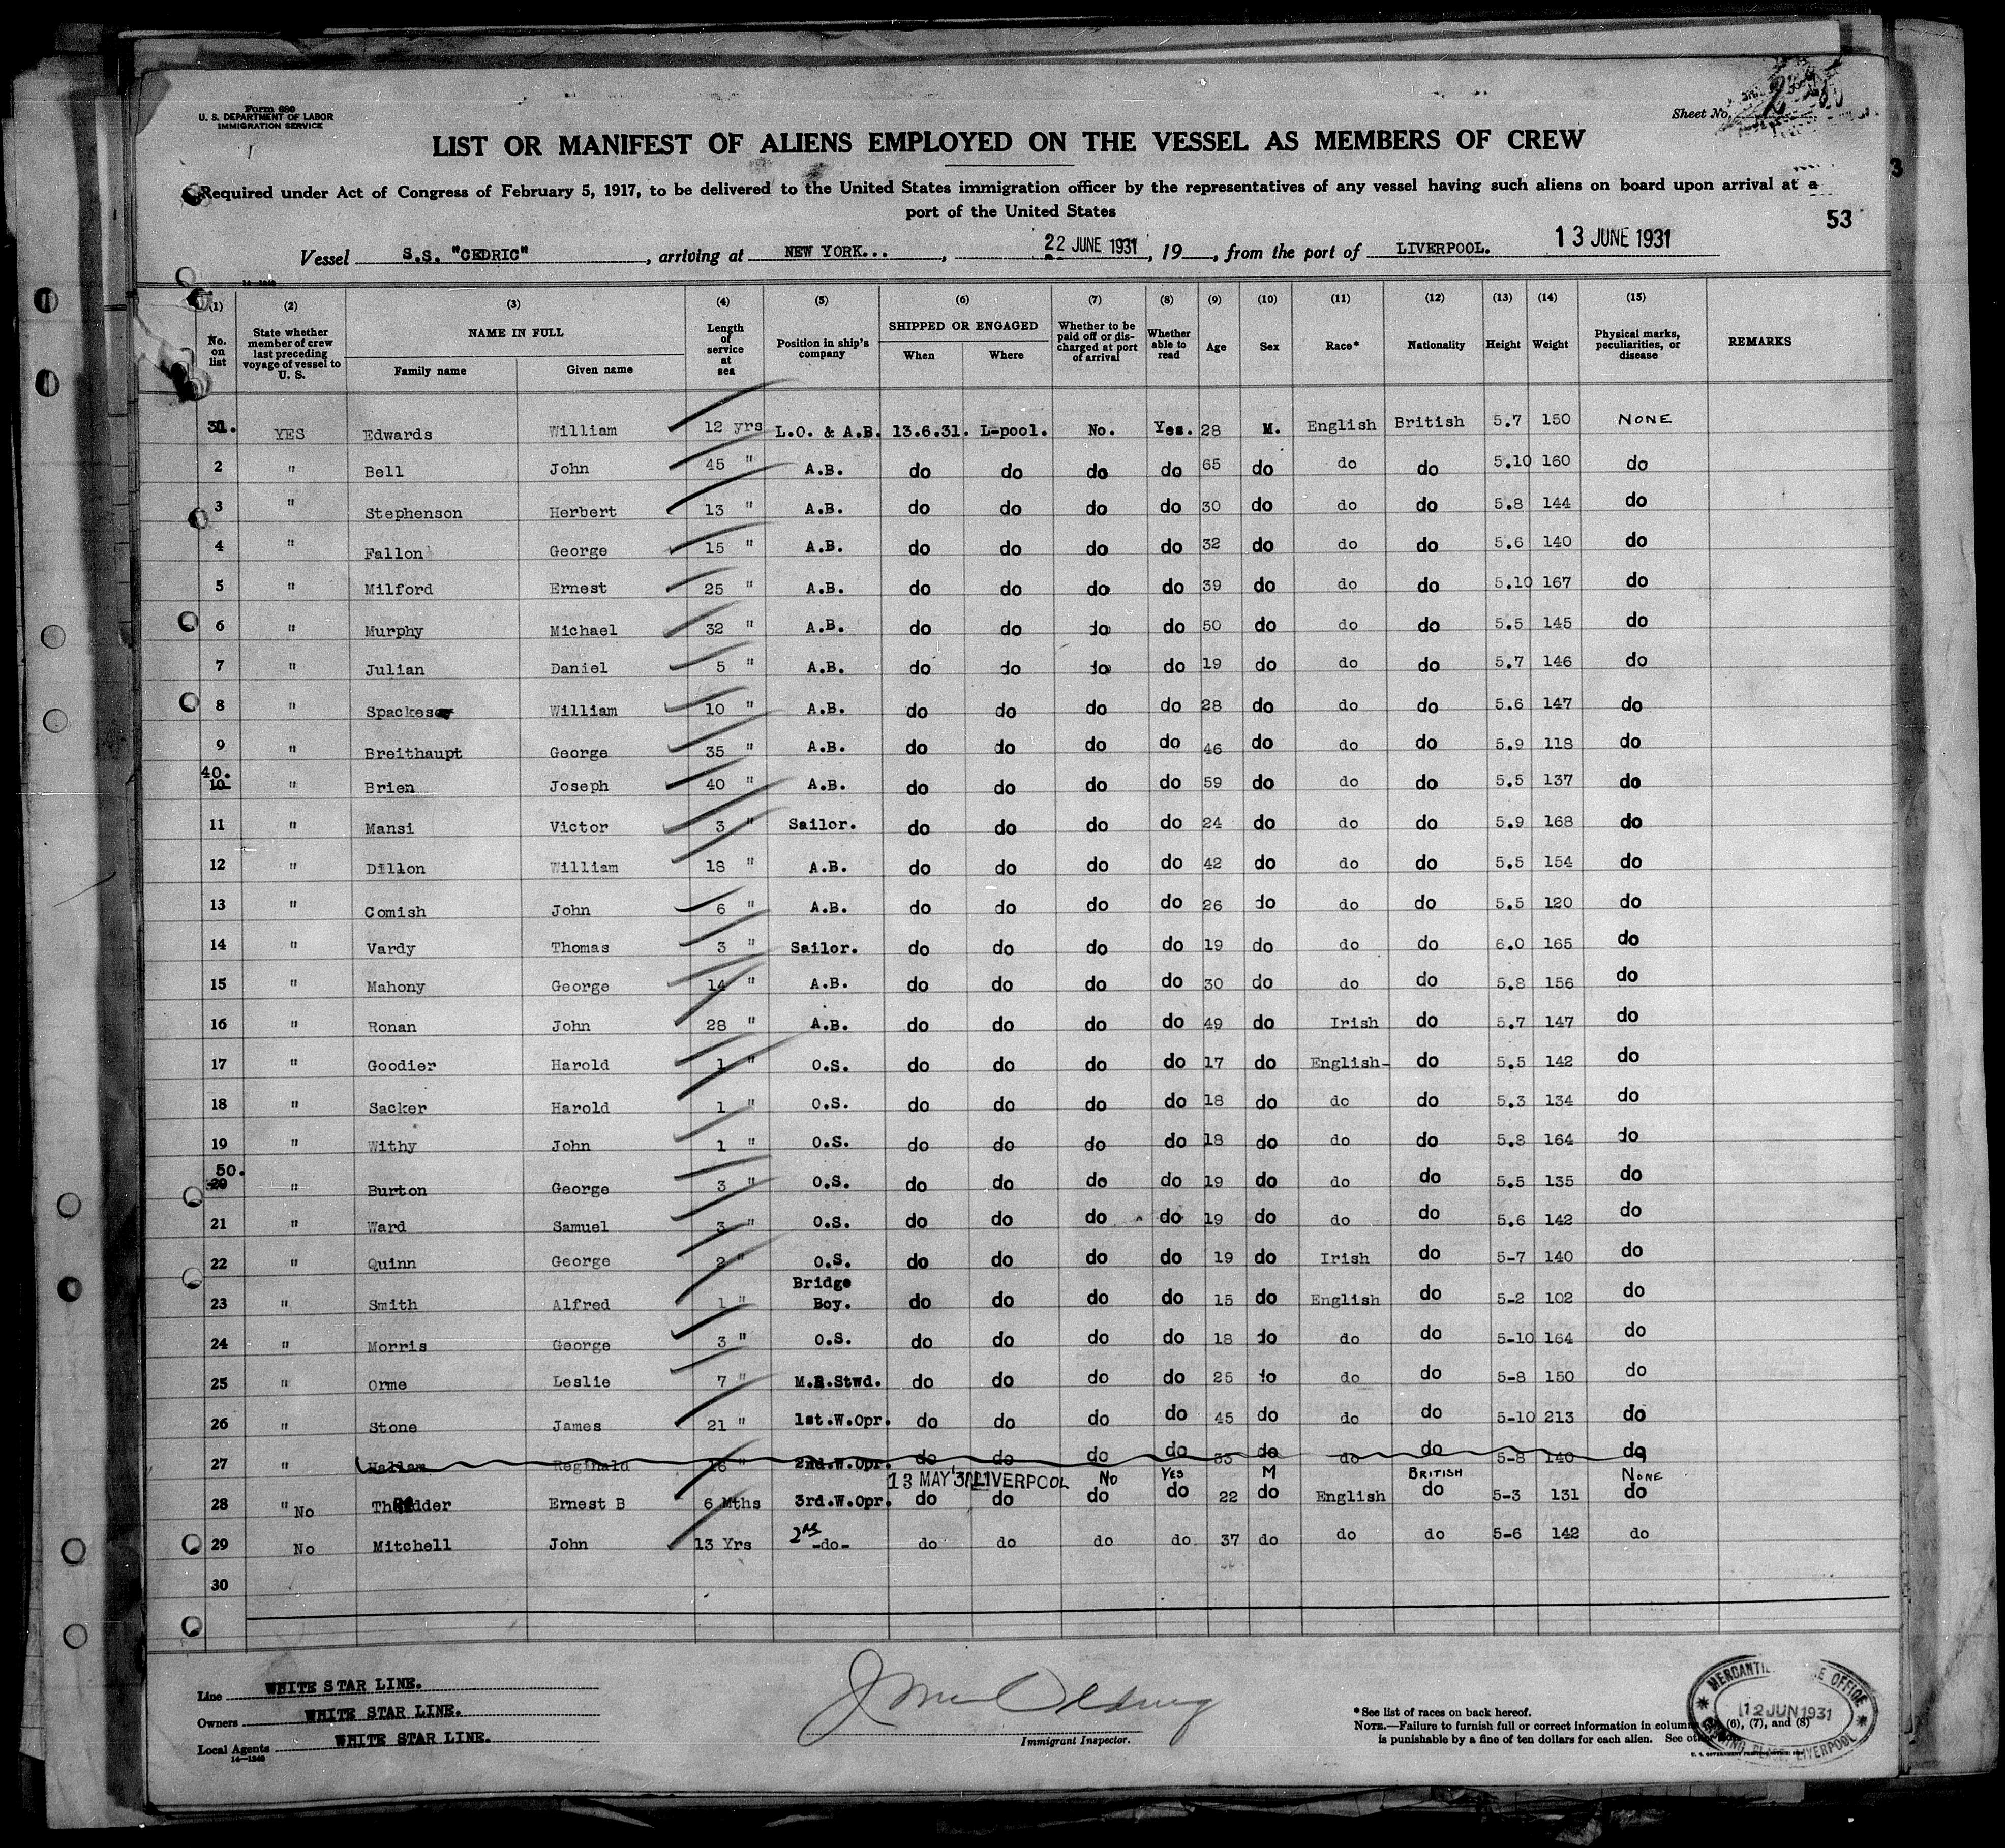 Form 680
U. S. DEPARTMENT OF LABOR
IMMIGRATION SERVICE
Sheet No.
LIST OR MANIFEST OF ALIENS EMPLOYED ON THE VESSEL AS MEMBERS OF CREW
3
Required under Act of Congress of February 5, 1917, to be delivered to the United States immigration officer by the representatives of any vessel having such aliens on board upon arrival at a
port of the United States
53
Vessel S.S. "CEDRIC", arriving at NEW YORK..., 22 JUNE 1931, 19 , from the port of LIVERPOOL. 13 JUNE 1931
(1) (2) (3) (4) (5) (6) (7) (8) (9) (10) (11) (12) (13) (14) (15)
No. on list State whether member of crew last preceding voyage of vessel to U. S. NAME IN FULL Family name Given name Length of service at sea Position in ship's company SHIPPED OR ENGAGED When Where Whether to be paid off or discharged at port of arrival Whether able to read Age Sex Race* Nationality Height Weight Physical marks, peculiarities, or disease REMARKS
31. YES Edwards William 12 yrs L.O. & A.B. 13.6.31. L-pool. No. Yes. 28 M. English British 5.7 150 NONE
2 " Bell John 45 " A.B. do do do do 65 do do do 5.10 160 do
3 " Stephenson Herbert 13 " A.B. do do do do 30 do do do 5.8 144 do
4 " Fallon George 15 " A.B. do do do do 32 do do do 5.6 140 do
5 " Milford Ernest 25 " A.B. do do do do 39 do do do 5.10 167 do
6 " Murphy Michael 32 " A.B. do do do do 50 do do do 5.5 145 do
7 " Julian Daniel 5 " A.B. do do do do 19 do do do 5.7 146 do
8 " William 10 " A.B. do do do do 28 do do do 5.6 147 do
9 " Breithaupt George 35 " A.B. do do do do 46 do do do 5.9 118 do
40.
10 " Brien Joseph 40 " A.B. do do do do 59 do do do 5.5 137 do
11 " Mansi Victor 3 " Sailor. do do do do 24 do do do 5.9 168 do
12 " Dillon William 18 " A.B. do do do do 42 do do do 5.5 154 do
13 " Comish John 6 " A.B. do do do do 26 do do do 5.5 120 do
14 " Vardy Thomas 3 " Sailor. do do do do 19 do do do 6.0 165 do
15 " Mahony George 14 " A.B. do do do do 30 do do do 5.8 156 do
16 " Ronan John 28 " A.B. do do do do 49 do Irish do 5.7 147 do
17 " Goodier Harold 1 " O.S. do do do do 17 do English- do 5.5 142 do
18 " Sacker Harold 1 " O.S. do do do do 18 do do do 5.3 134 do
19 " Withy John 1 " O.S. do do do do 18 do do do 5.8 164 do
50.
20 " Burton George 3 " O.S. do do do do 19 do do do 5.5 135 do
21 " Ward Samuel 3 " O.S. do do do do 19 do do do 5.6 142 do
22 " Quinn George 2 " O.S. do do do do 19 do Irish do 5-7 140 do
23 " Smith Alfred 1 " Bridge Boy. do do do do 15 do English do 5-2 102 do
24 " Morris George 3 " O.S. do do do do 18 do do do 5-10 164 do
25 " Orme Leslie 7 " M.R.Stwd. do do do do 25 do do do 5-8 150 do
26 " Stone James 21 " 1st.W.Opr. do do do do 45 do do do 5-10 213 do
27 " Hallam Reginald 16 " 2nd.W.Opr. do do do do 33 do do do 5-8 140 do
13 MAY 31 LIVERPOOL NO YES M BRITISH NONE
28 " No Ernest B 6 Mths 3rd.W.Opr. do do do do 22 do English do 5-3 131 do
29 No Mitchell John 13 Yrs 2nd -do- do do do do 37 do do do 5-6 142 do
30
Line WHITE STAR LINE.
Owners WHITE STAR LINE.
Local Agents WHITE STAR LINE.
14-1240
Immigrant Inspector.
*See list of races on back hereof.
NOTE.—Failure to furnish full or correct information in columns (6), (7), and (8)
is punishable by a fine of ten dollars for each alien. See
12 JUN 1931
LIVERPOOL